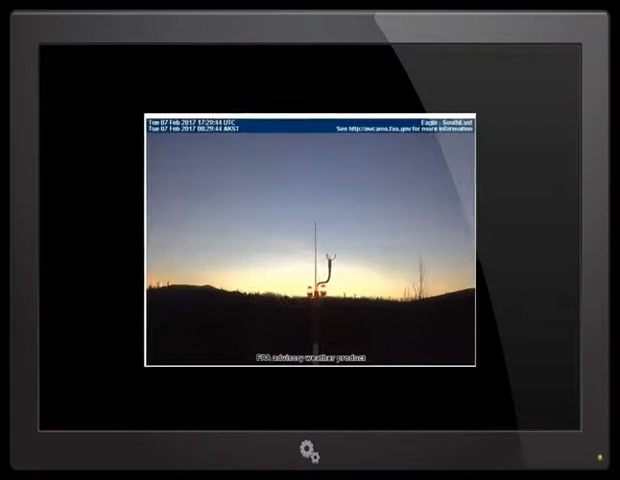 Tue 07 Feb 2017 17:29:44 UTC Eagle - SouthEast
Tue 07 Feb 2017 08:29:44 AKST See http://avcams.faa.gov for more information
FAA advisory weather product